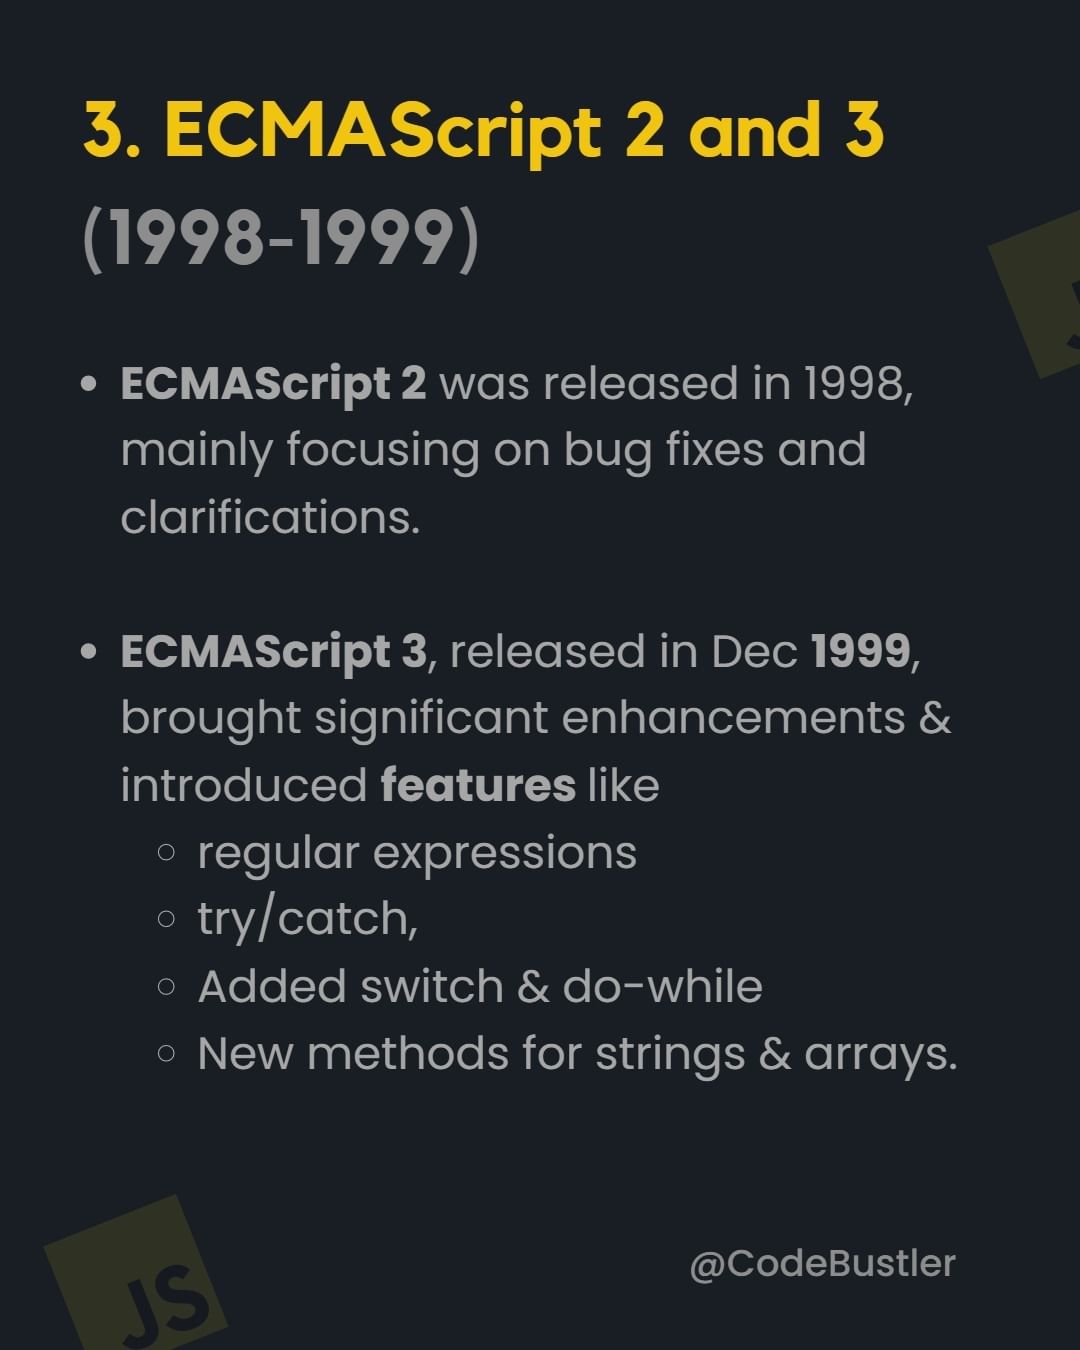 3. ECMAScript 2 and 3
(1998-1999)
• ECMAScript 2 was released in 1998,
mainly focusing on bug fixes and
clarifications.
• ECMAScript 3, released in Dec 1999,
brought significant enhancements &
introduced features like
○ regular expressions
○ try/catch,
○ Added switch & do-while
○ New methods for strings & arrays.
JS
@CodeBustler